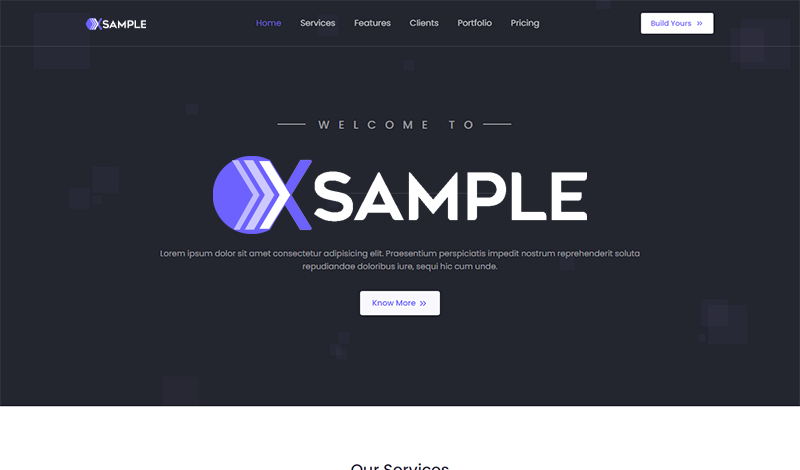 XSAMPLE
Home Services Features Clients Portfolio Pricing
Build Yours »
WELCOME TO
XSAMPLE
Lorem ipsum dolor sit amet consectetur adipisicing elit. Praesentium perspiciatis impedit nostrum reprehenderit soluta
repudiandae doloribus iure, sequi hic cum unde.
Know More »
Our Services